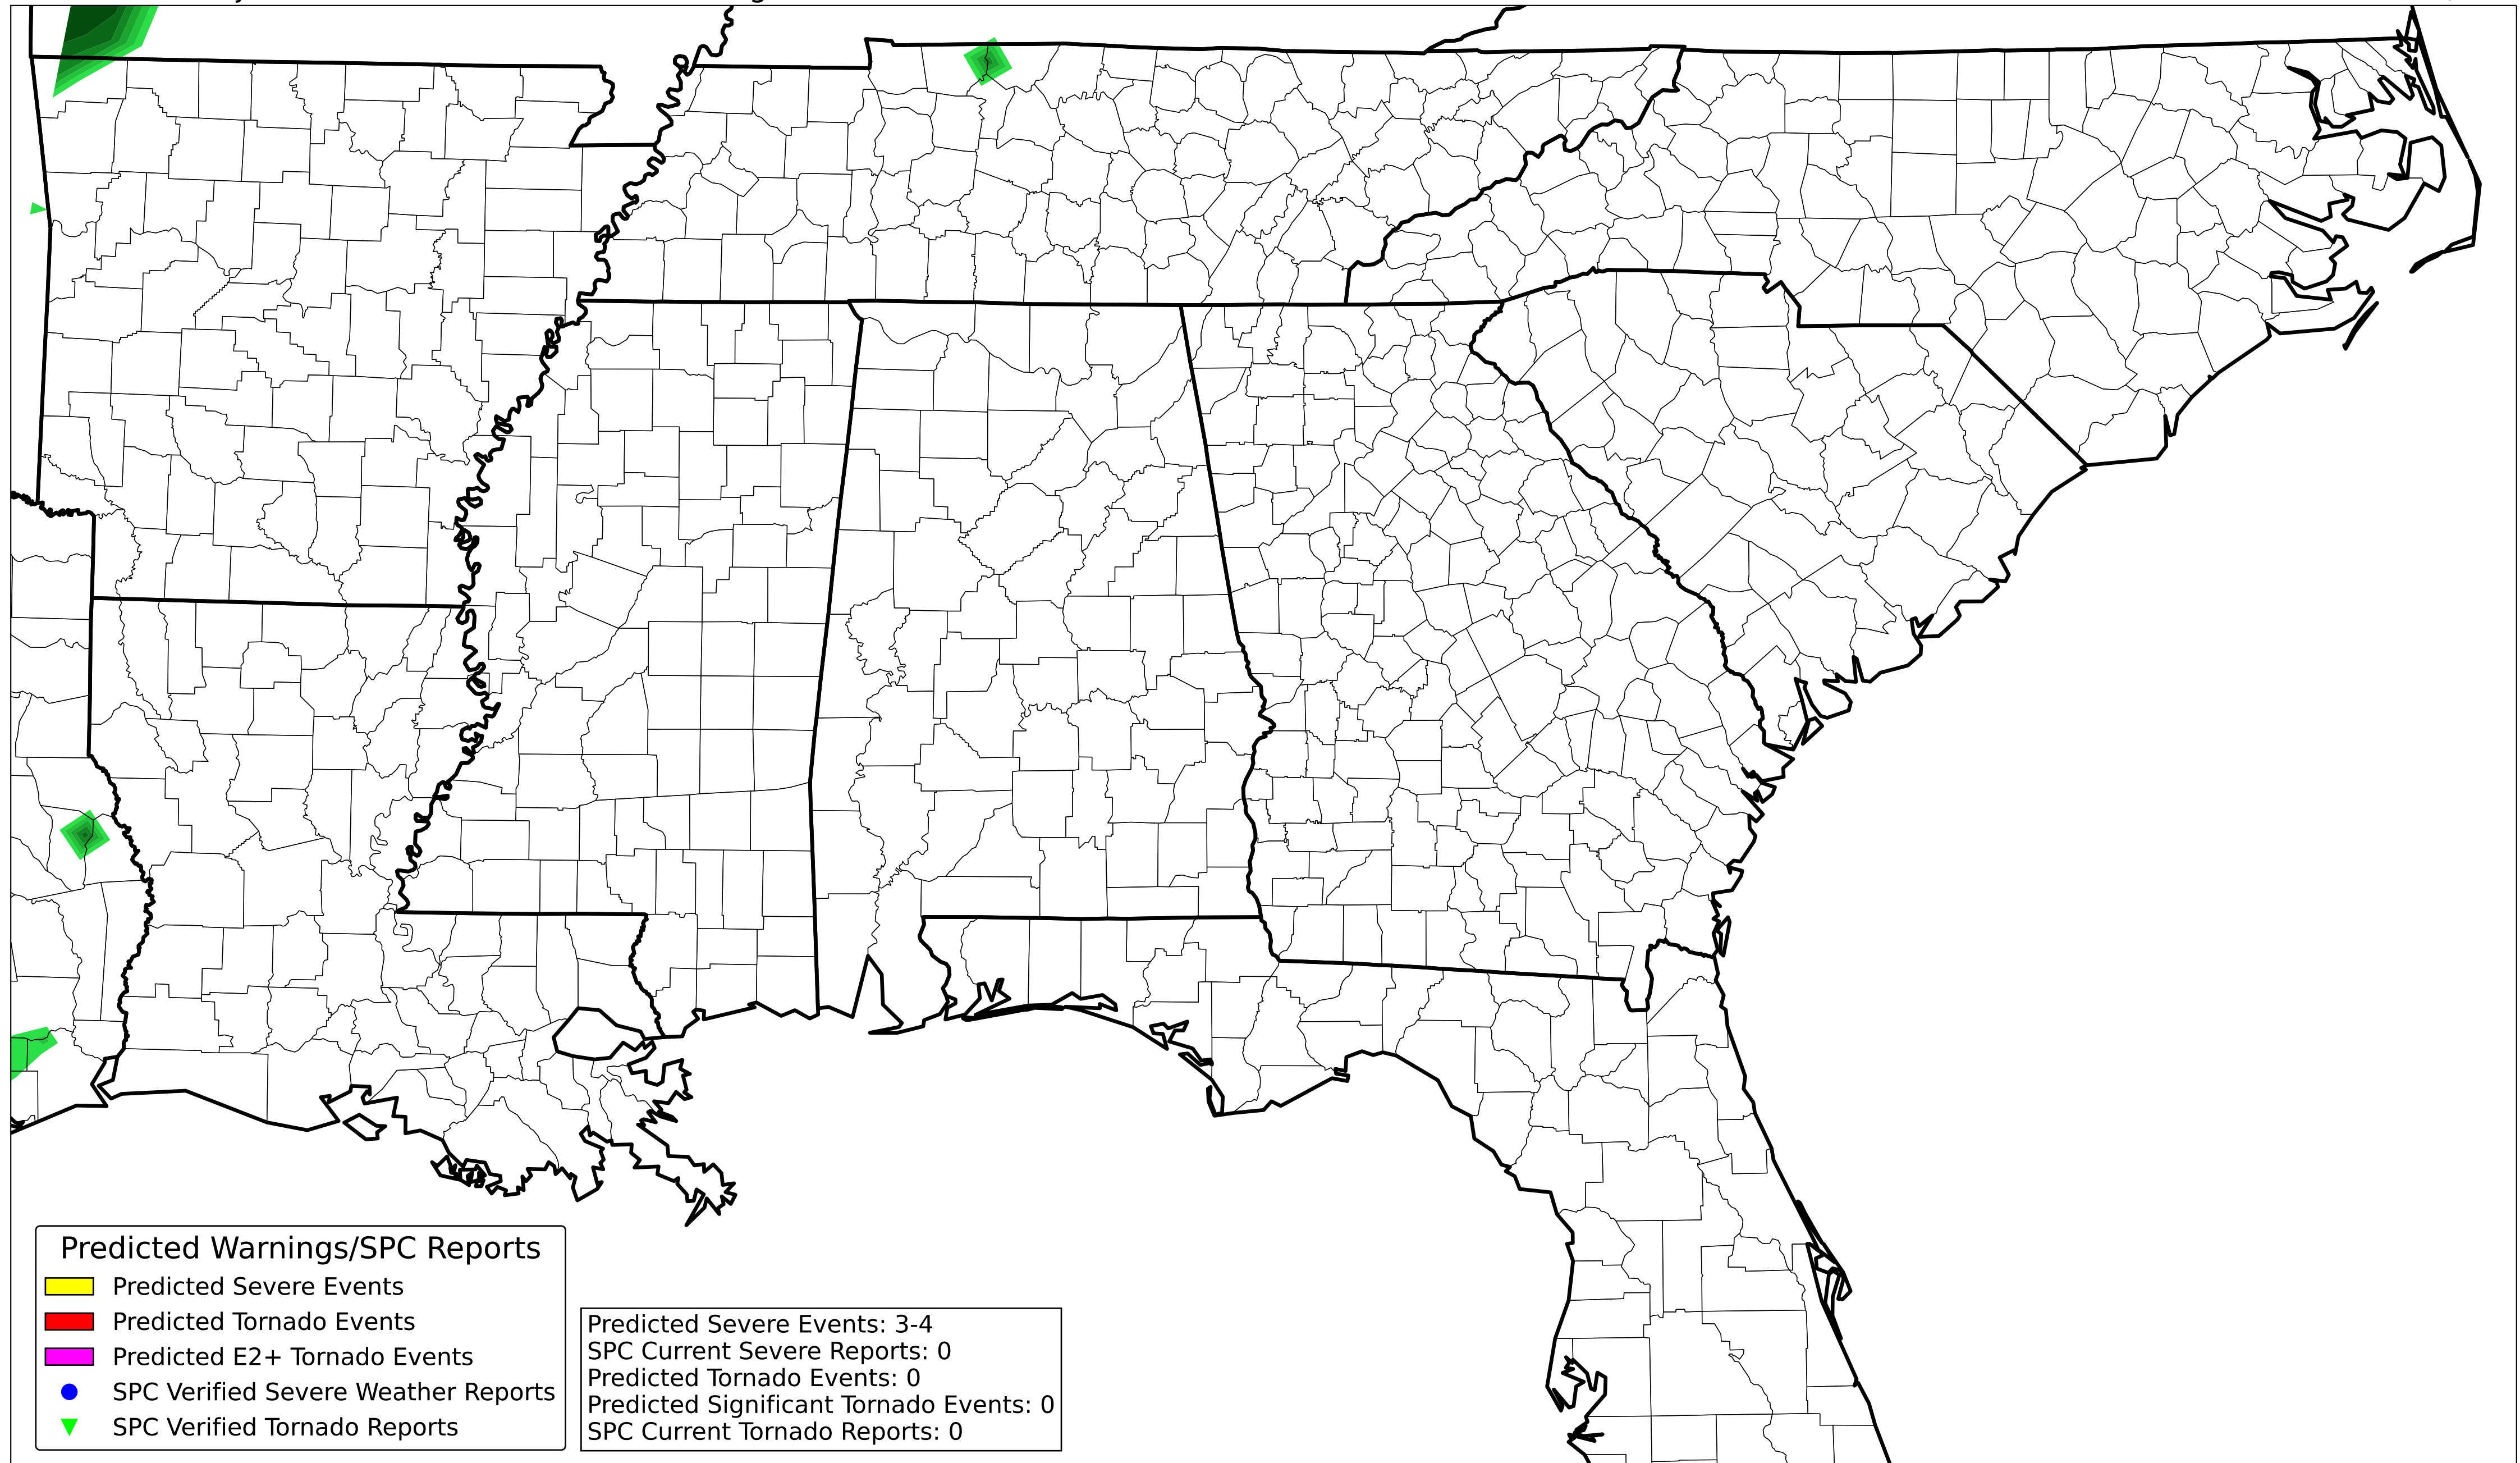 Predicted Warnings/SPC Reports
Predicted Severe Events
Predicted Tornado Events
Predicted E2+ Tornado Events
SPC Verified Severe Weather Reports
SPC Verified Tornado Reports
Predicted Severe Events: 3-4
SPC Current Severe Reports: 0
Predicted Tornado Events: 0
Predicted Significant Tornado Events: 0
SPC Current Tornado Reports: 0